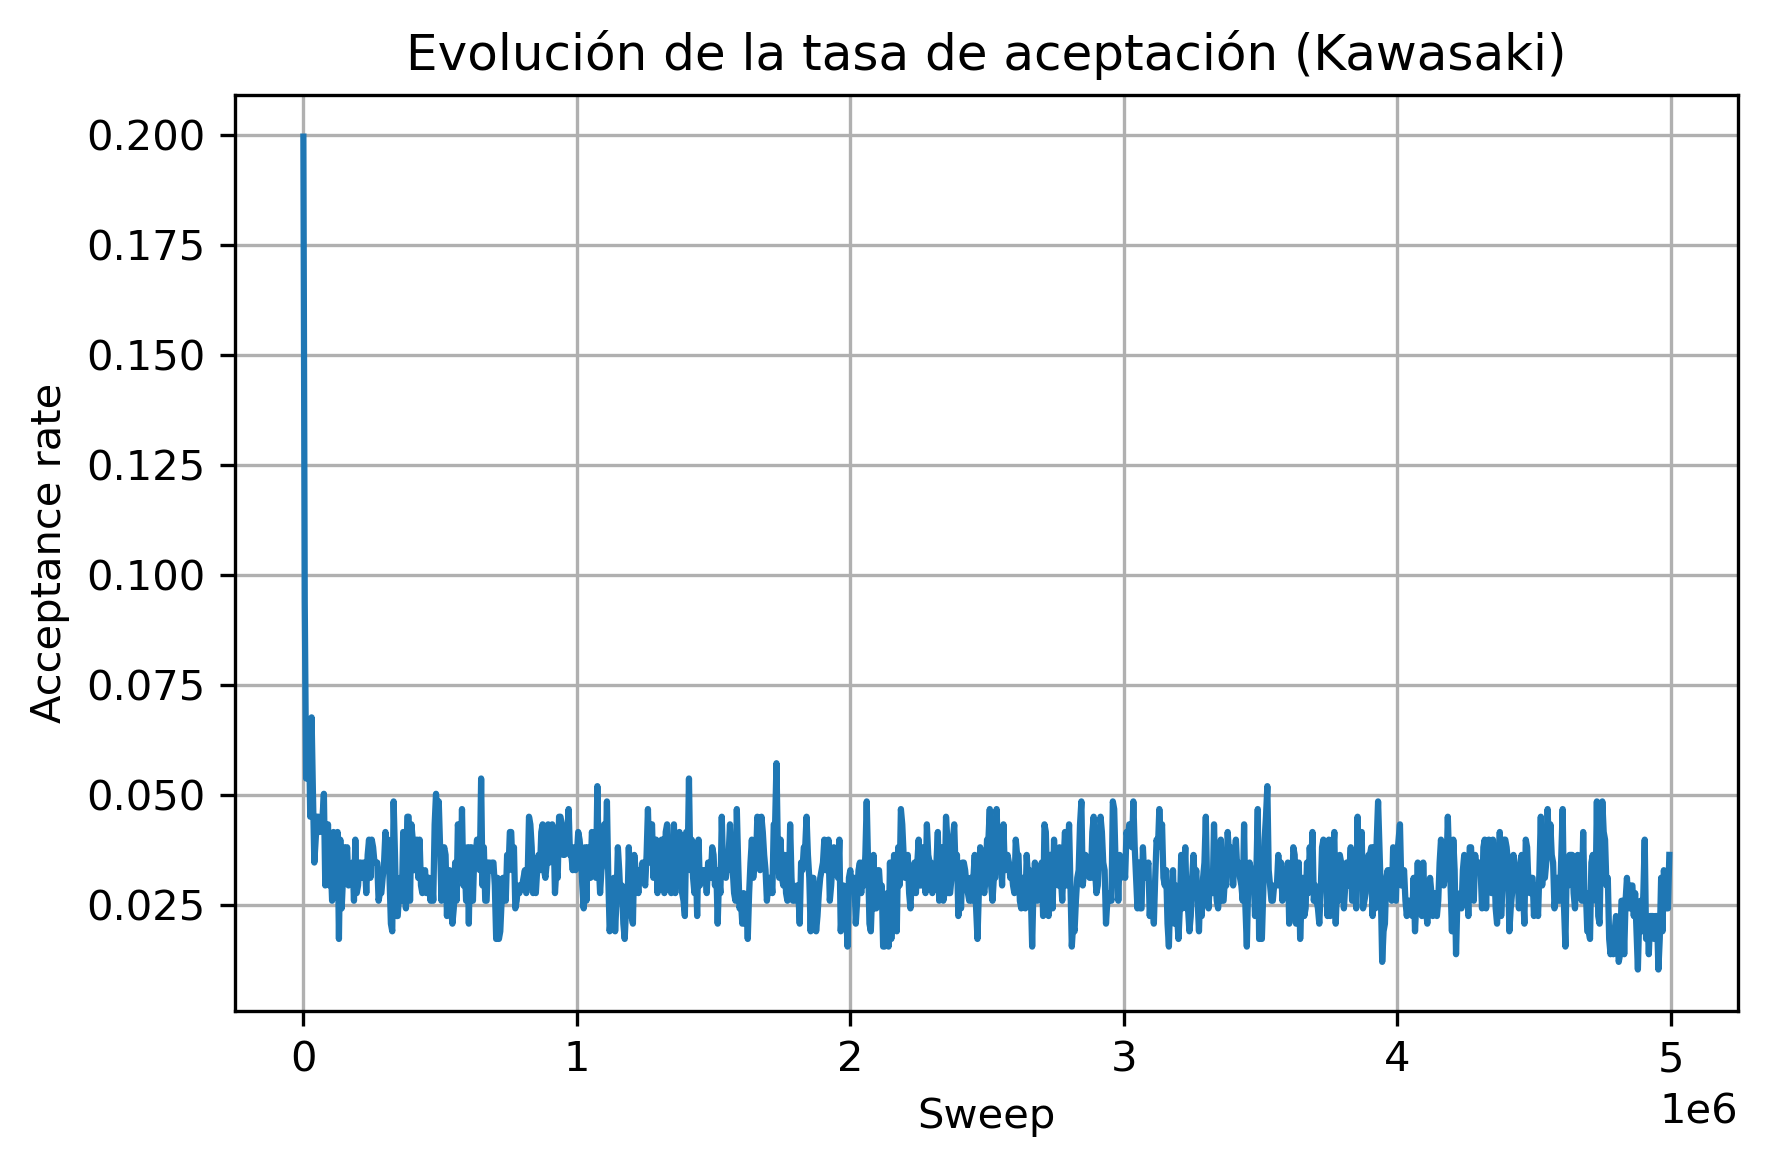 Evolución de la tasa de aceptación (Kawasaki)
0.200
0.175
0.150
0.125
0.100
0.075
0.050
0.025
Acceptance rate
0 1 2 3 4 5
1e6
Sweep